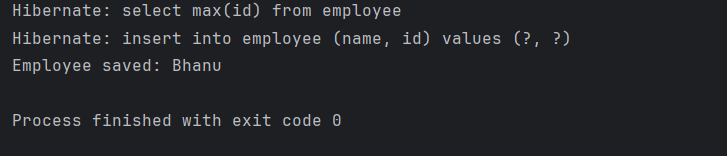 Hibernate: select max(id) from employee
Hibernate: insert into employee (name, id) values (?, ?)
Employee saved: Bhanu
Process finished with exit code 0